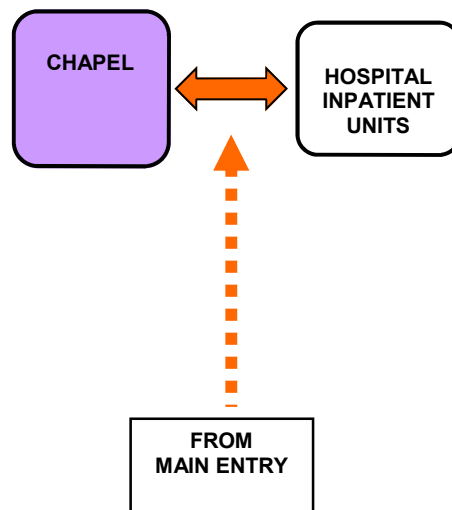 CHAPEL
HOSPITAL
INPATIENT
UNITS
FROM
MAIN ENTRY